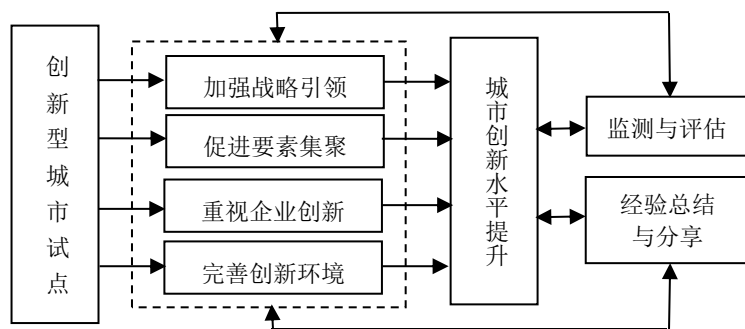 创新型城市试点
加强战略引领
促进要素集聚
重视企业创新
完善创新环境
城市创新水平提升
监测与评估
经验总结
与分享